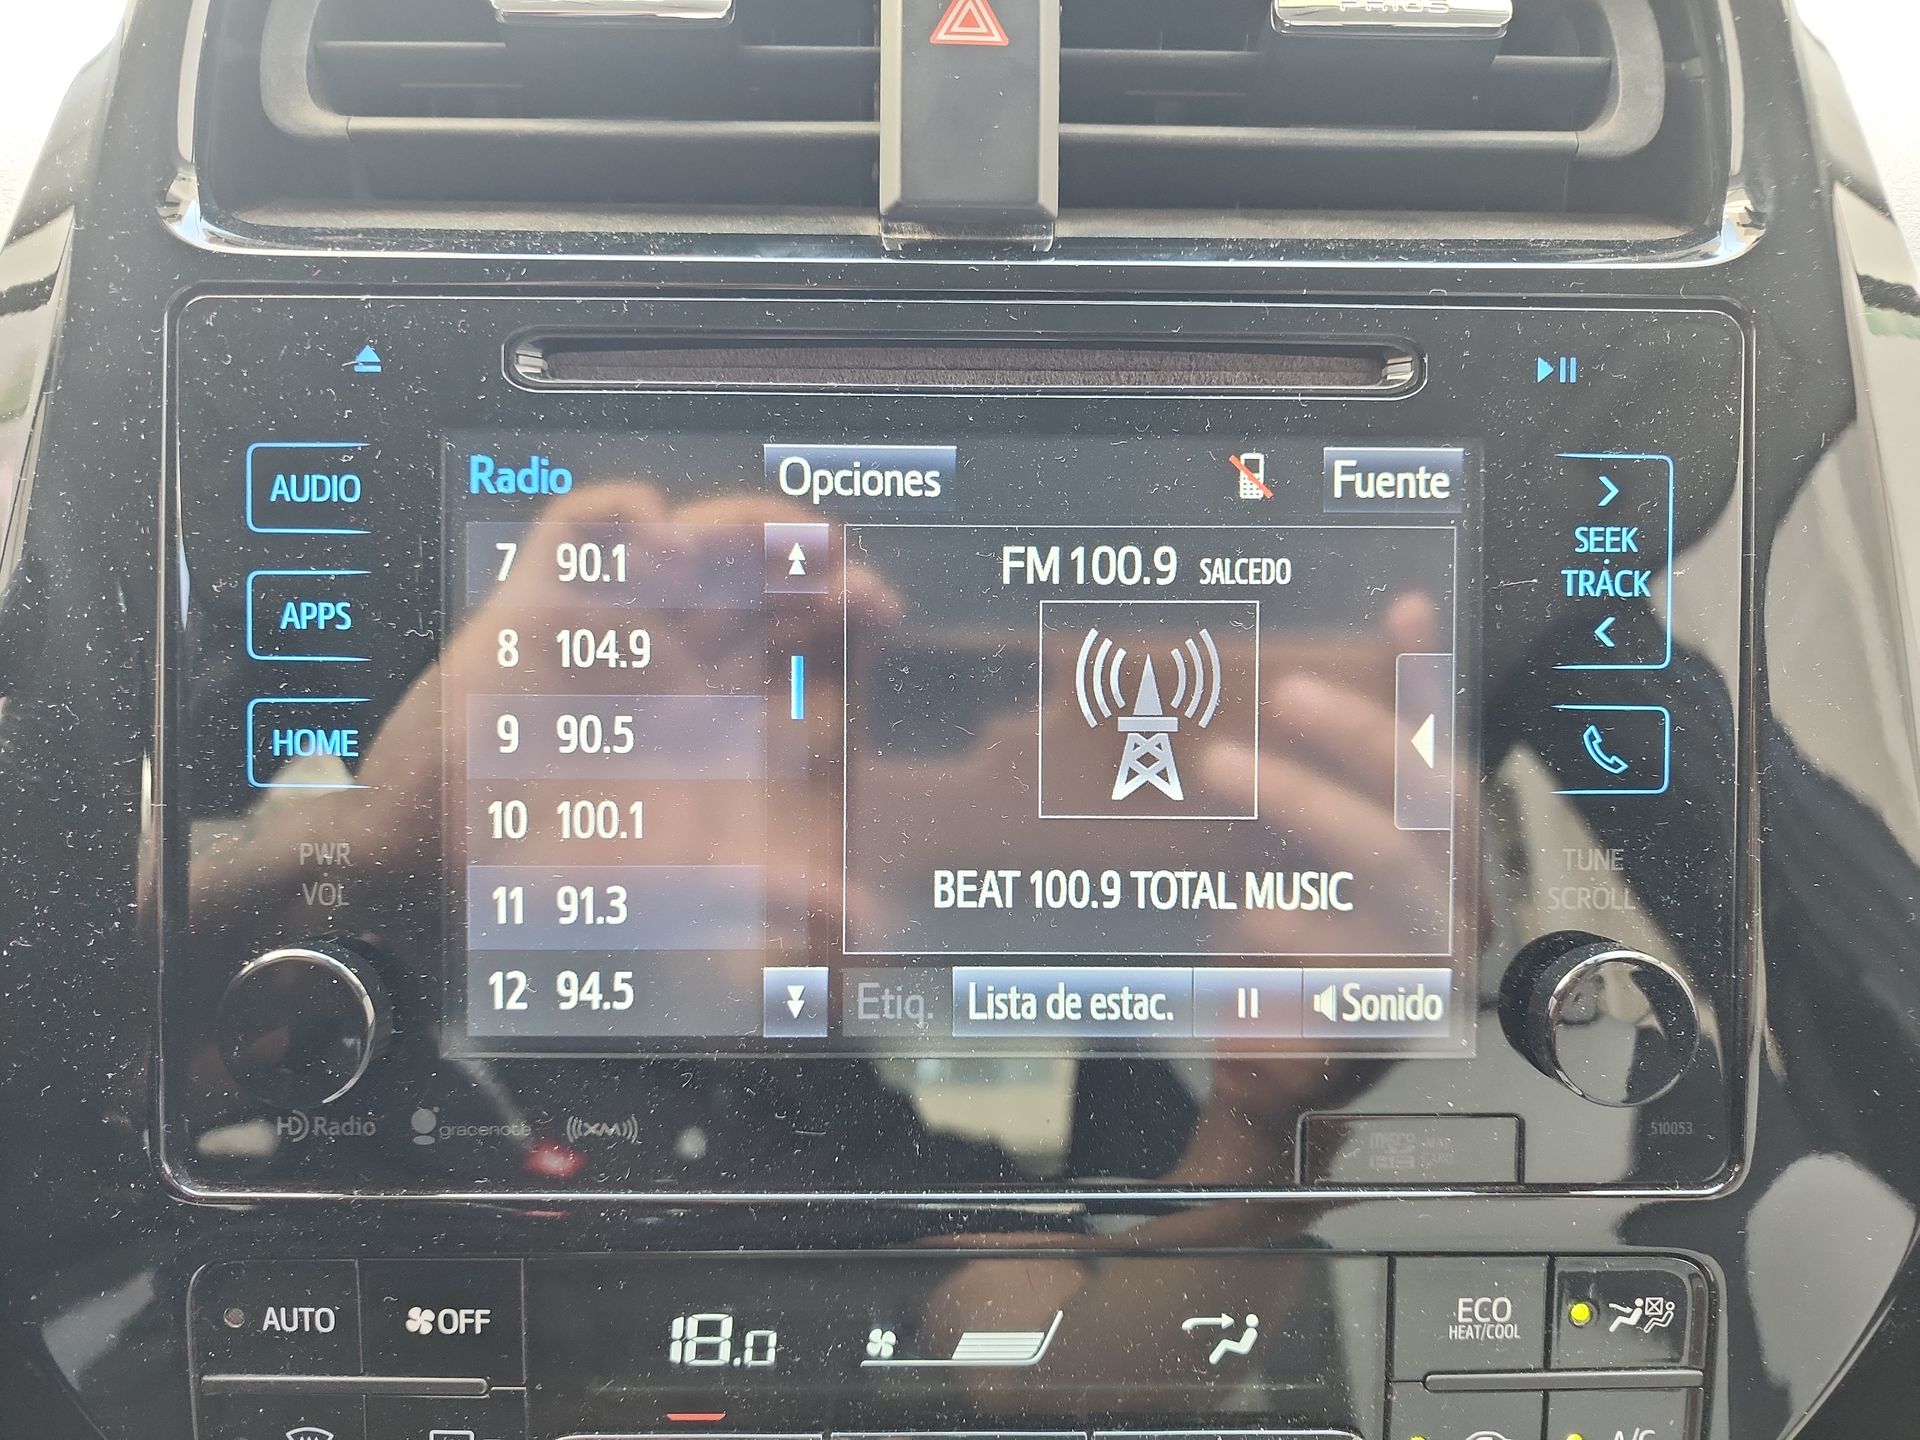 PRIUS
AUDIO
APPS
HOME
PWR
VOL
Radio
Opciones
Fuente
7 90.1
8 104.9
9 90.5
10 100.1
11 91.3
12 94.5
FM 100.9 SALCEDO
BEAT 100.9 TOTAL MUSIC
Etiq.
Lista de estac.
Sonido
SEEK
TRACK
TUNE
SCROLL
HD Radio
gracenote
XM
micro
510053
AUTO
OFF
18.0
ECO
HEAT/COOL
A/C